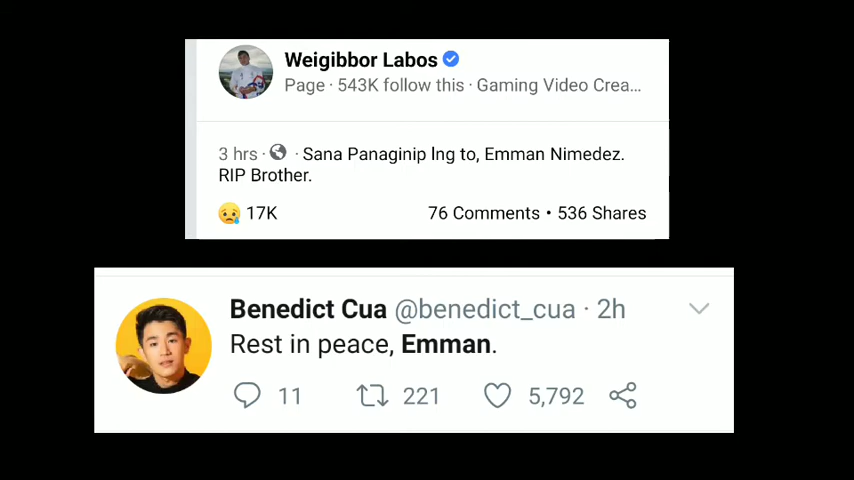 Weigibbor Labos
Page · 543K follow this · Gaming Video Crea...
3 hrs · · Sana Panaginip lng to, Emman Nimedez.
RIP Brother.
17K 76 Comments • 536 Shares
Benedict Cua @benedict_cua · 2h
Rest in peace, Emman.
11 221 5,792